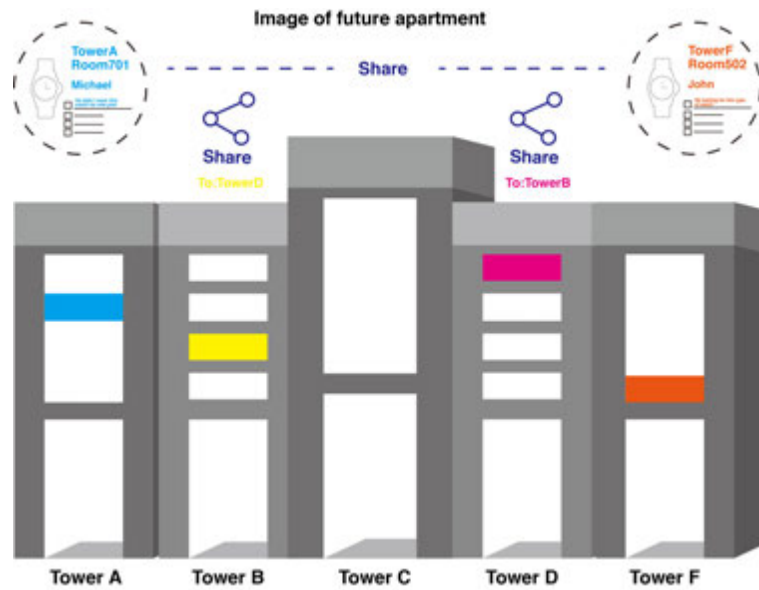 Image of future apartment
TowerA
Room701
Michael
Share
TowerF
Room502
John
Share
To:TowerD
Share
To:TowerB
Tower A
Tower B
Tower C
Tower D
Tower F